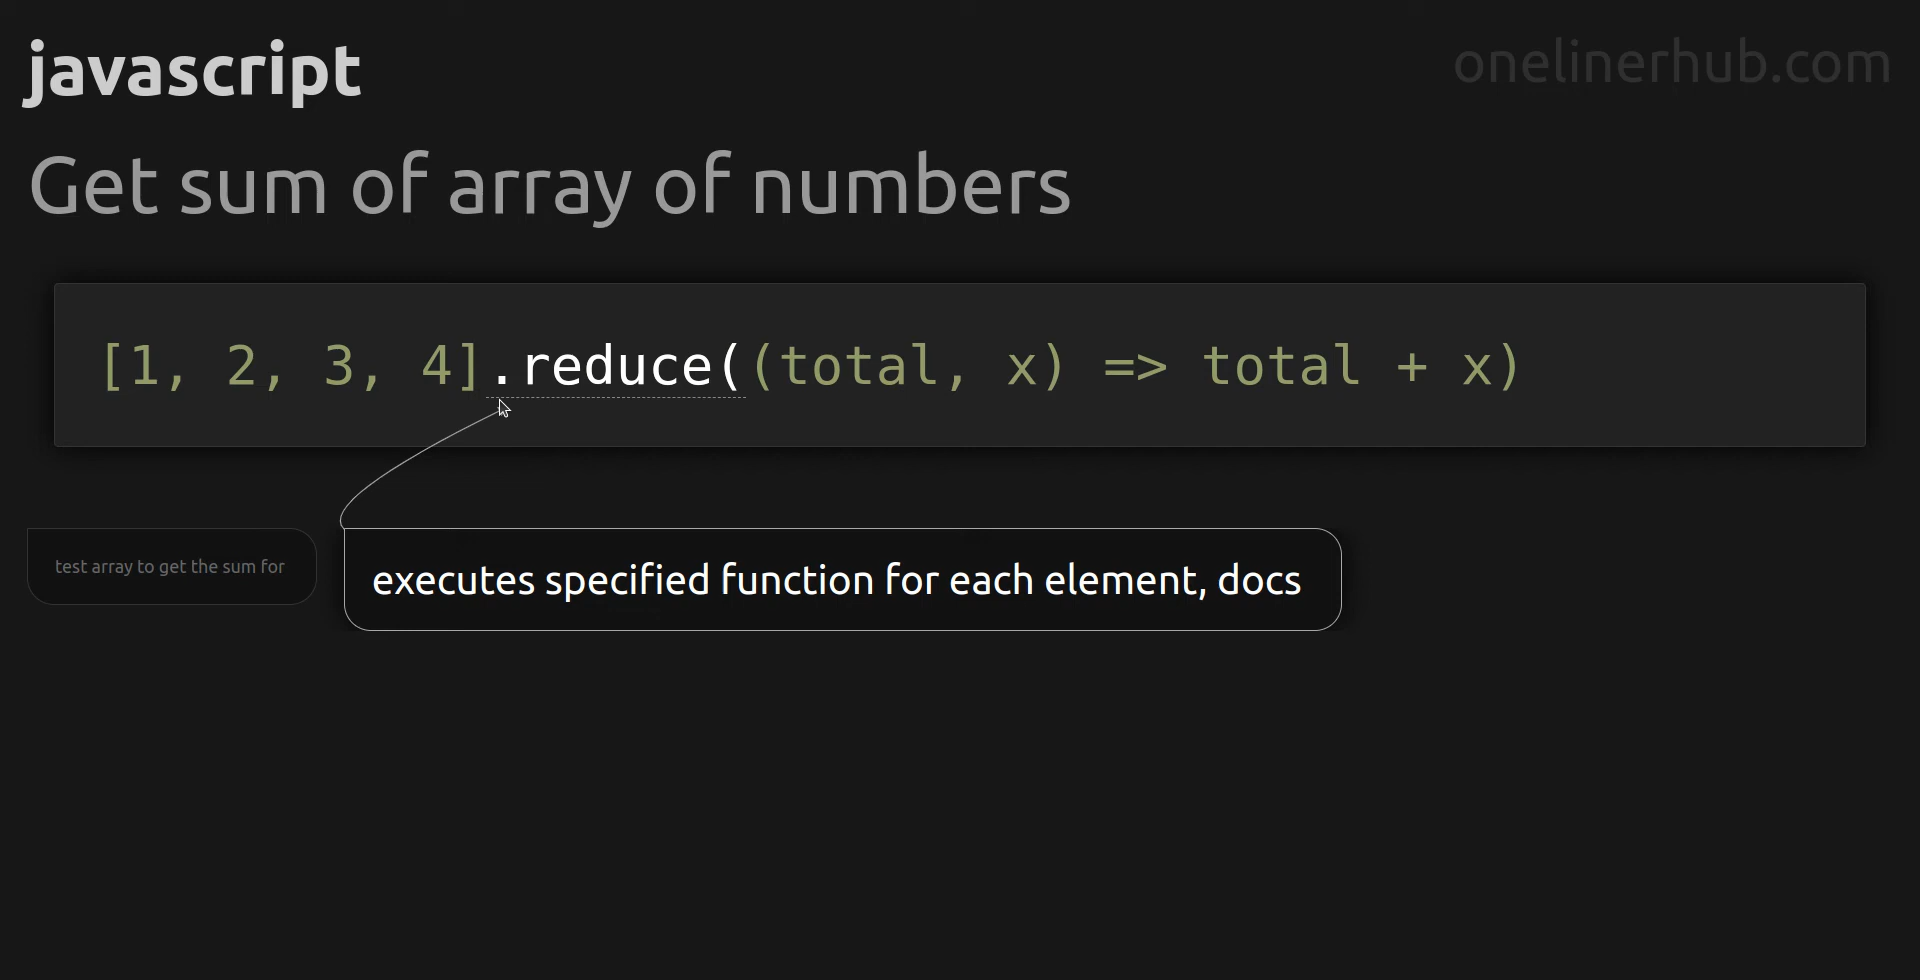 javascript
onelinerhub.com
Get sum of array of numbers
[1, 2, 3, 4].reduce((total, x) => total + x)
test array to get the sum for
executes specified function for each element, docs